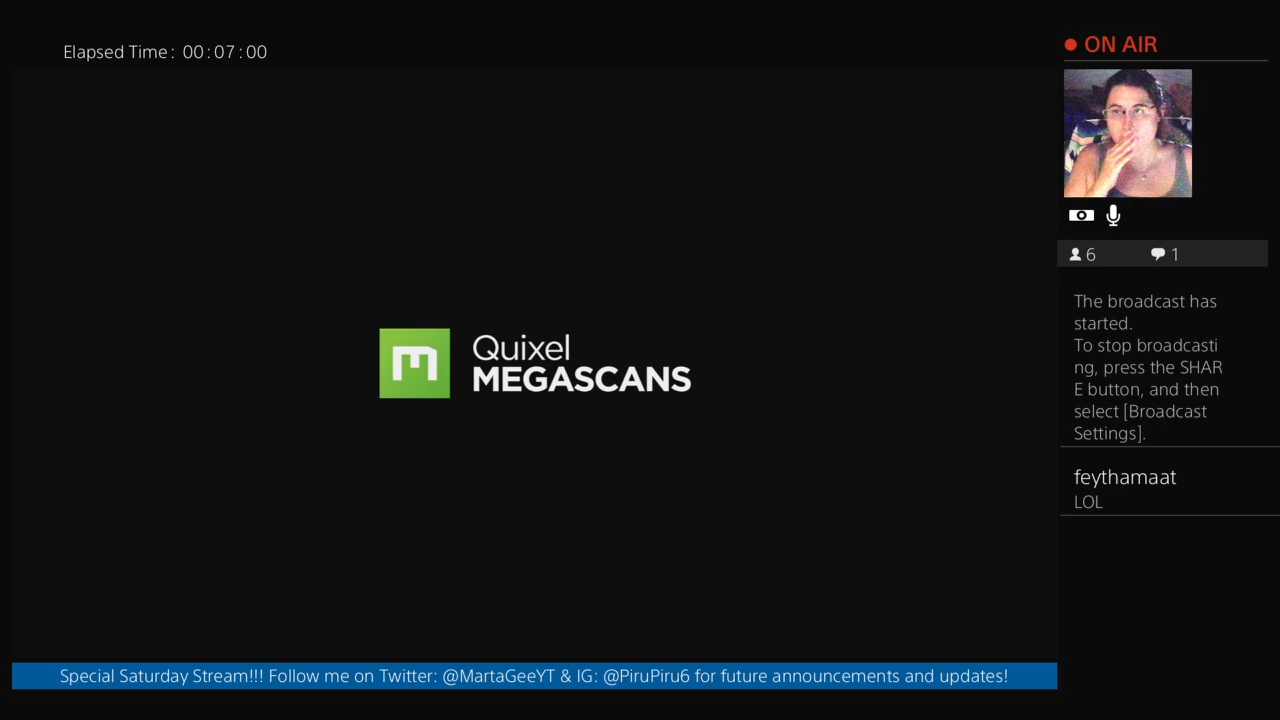 Elapsed Time: 00:07:00
ON AIR
6
1
Quixel
MEGASCANS
The broadcast has
started.
To stop broadcasti
ng, press the SHAR
E button, and then
select [Broadcast
Settings].
feythamaat
LOL
Special Saturday Stream!!! Follow me on Twitter: @MartaGeeYT & IG: @PiruPiru6 for future announcements and updates!